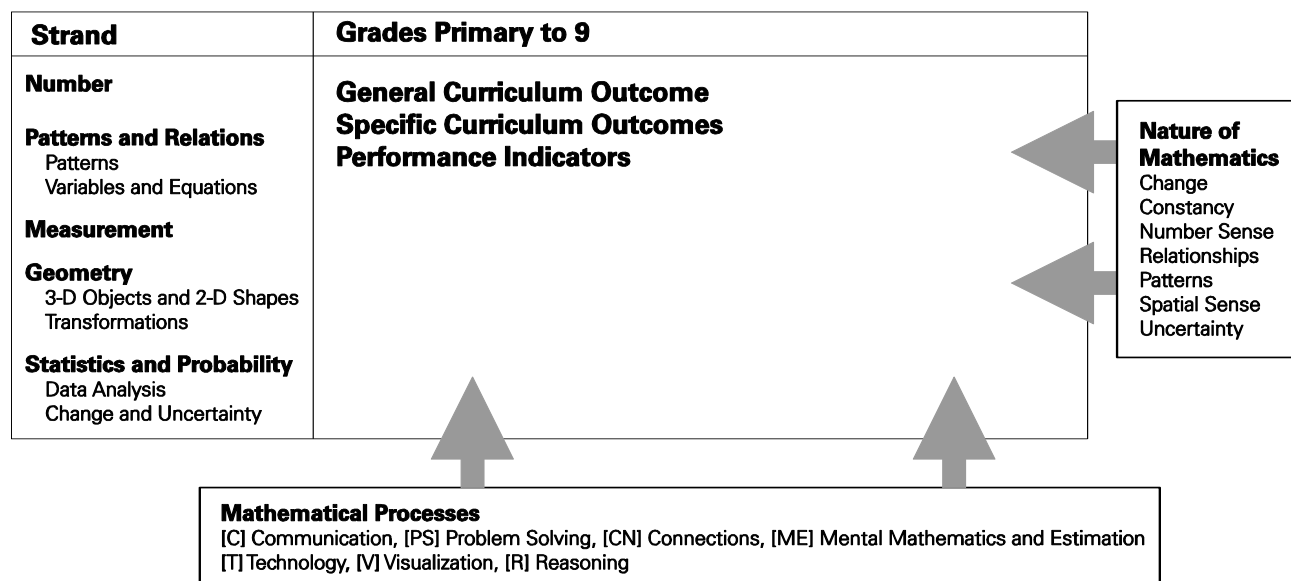 Strand
Grades Primary to 9
Number
Patterns and Relations
Patterns
Variables and Equations
Measurement
Geometry
3-D Objects and 2-D Shapes
Transformations
Statistics and Probability
Data Analysis
Change and Uncertainty
General Curriculum Outcome
Specific Curriculum Outcomes
Performance Indicators
Nature of
Mathematics
Change
Constancy
Number Sense
Relationships
Patterns
Spatial Sense
Uncertainty
Mathematical Processes
[C] Communication, [PS] Problem Solving, [CN] Connections, [ME] Mental Mathematics and Estimation
[T] Technology, [V] Visualization, [R] Reasoning